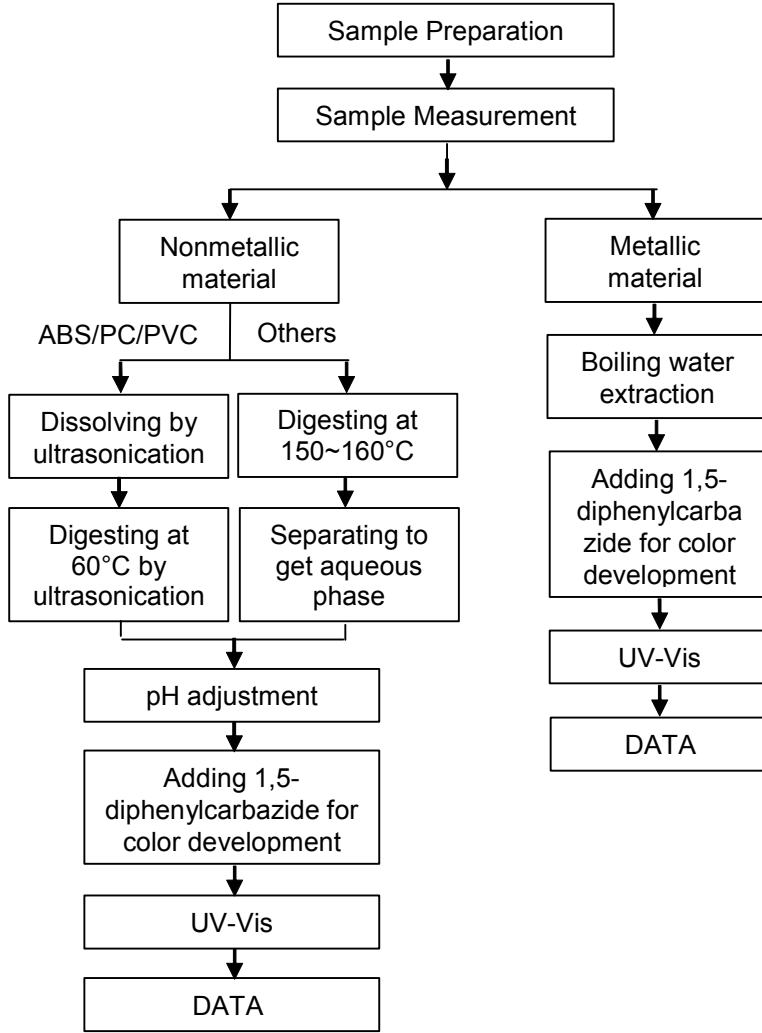 Sample Preparation
Sample Measurement
Nonmetallic
material
ABS/PC/PVC
Others
Dissolving by
ultrasonication
Digesting at
150~160°C
Digesting at
60°C by
ultrasonication
Separating to
get aqueous
phase
pH adjustment
Adding 1,5-
diphenylcarbazide for
color development
UV-Vis
DATA
Metallic
material
Boiling water
extraction
Adding 1,5-
diphenylcarba
zide for color
development
UV-Vis
DATA